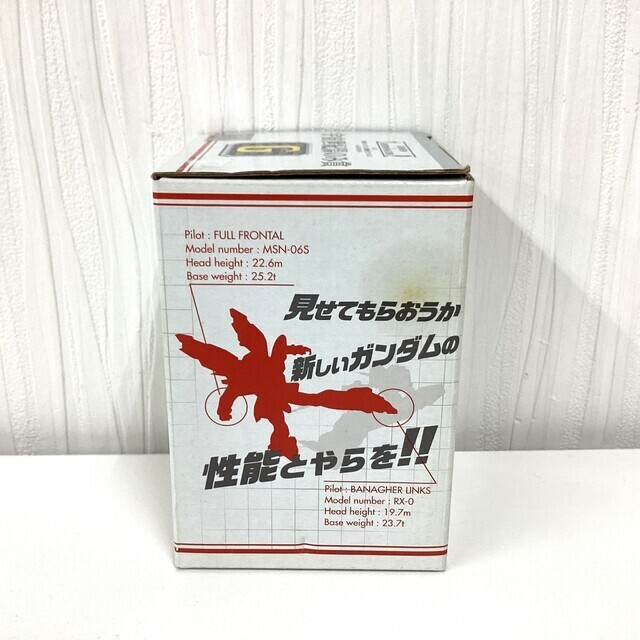 Pilot : FULL FRONTAL
Model number : MSN-06S
Head height : 22.6m
Base weight : 25.2t
見せてもらおうか
新しいガンダムの
性能とやらを!!
Pilot : BANAGHER LINKS
Model number : RX-0
Head height : 19.7m
Base weight : 23.7t